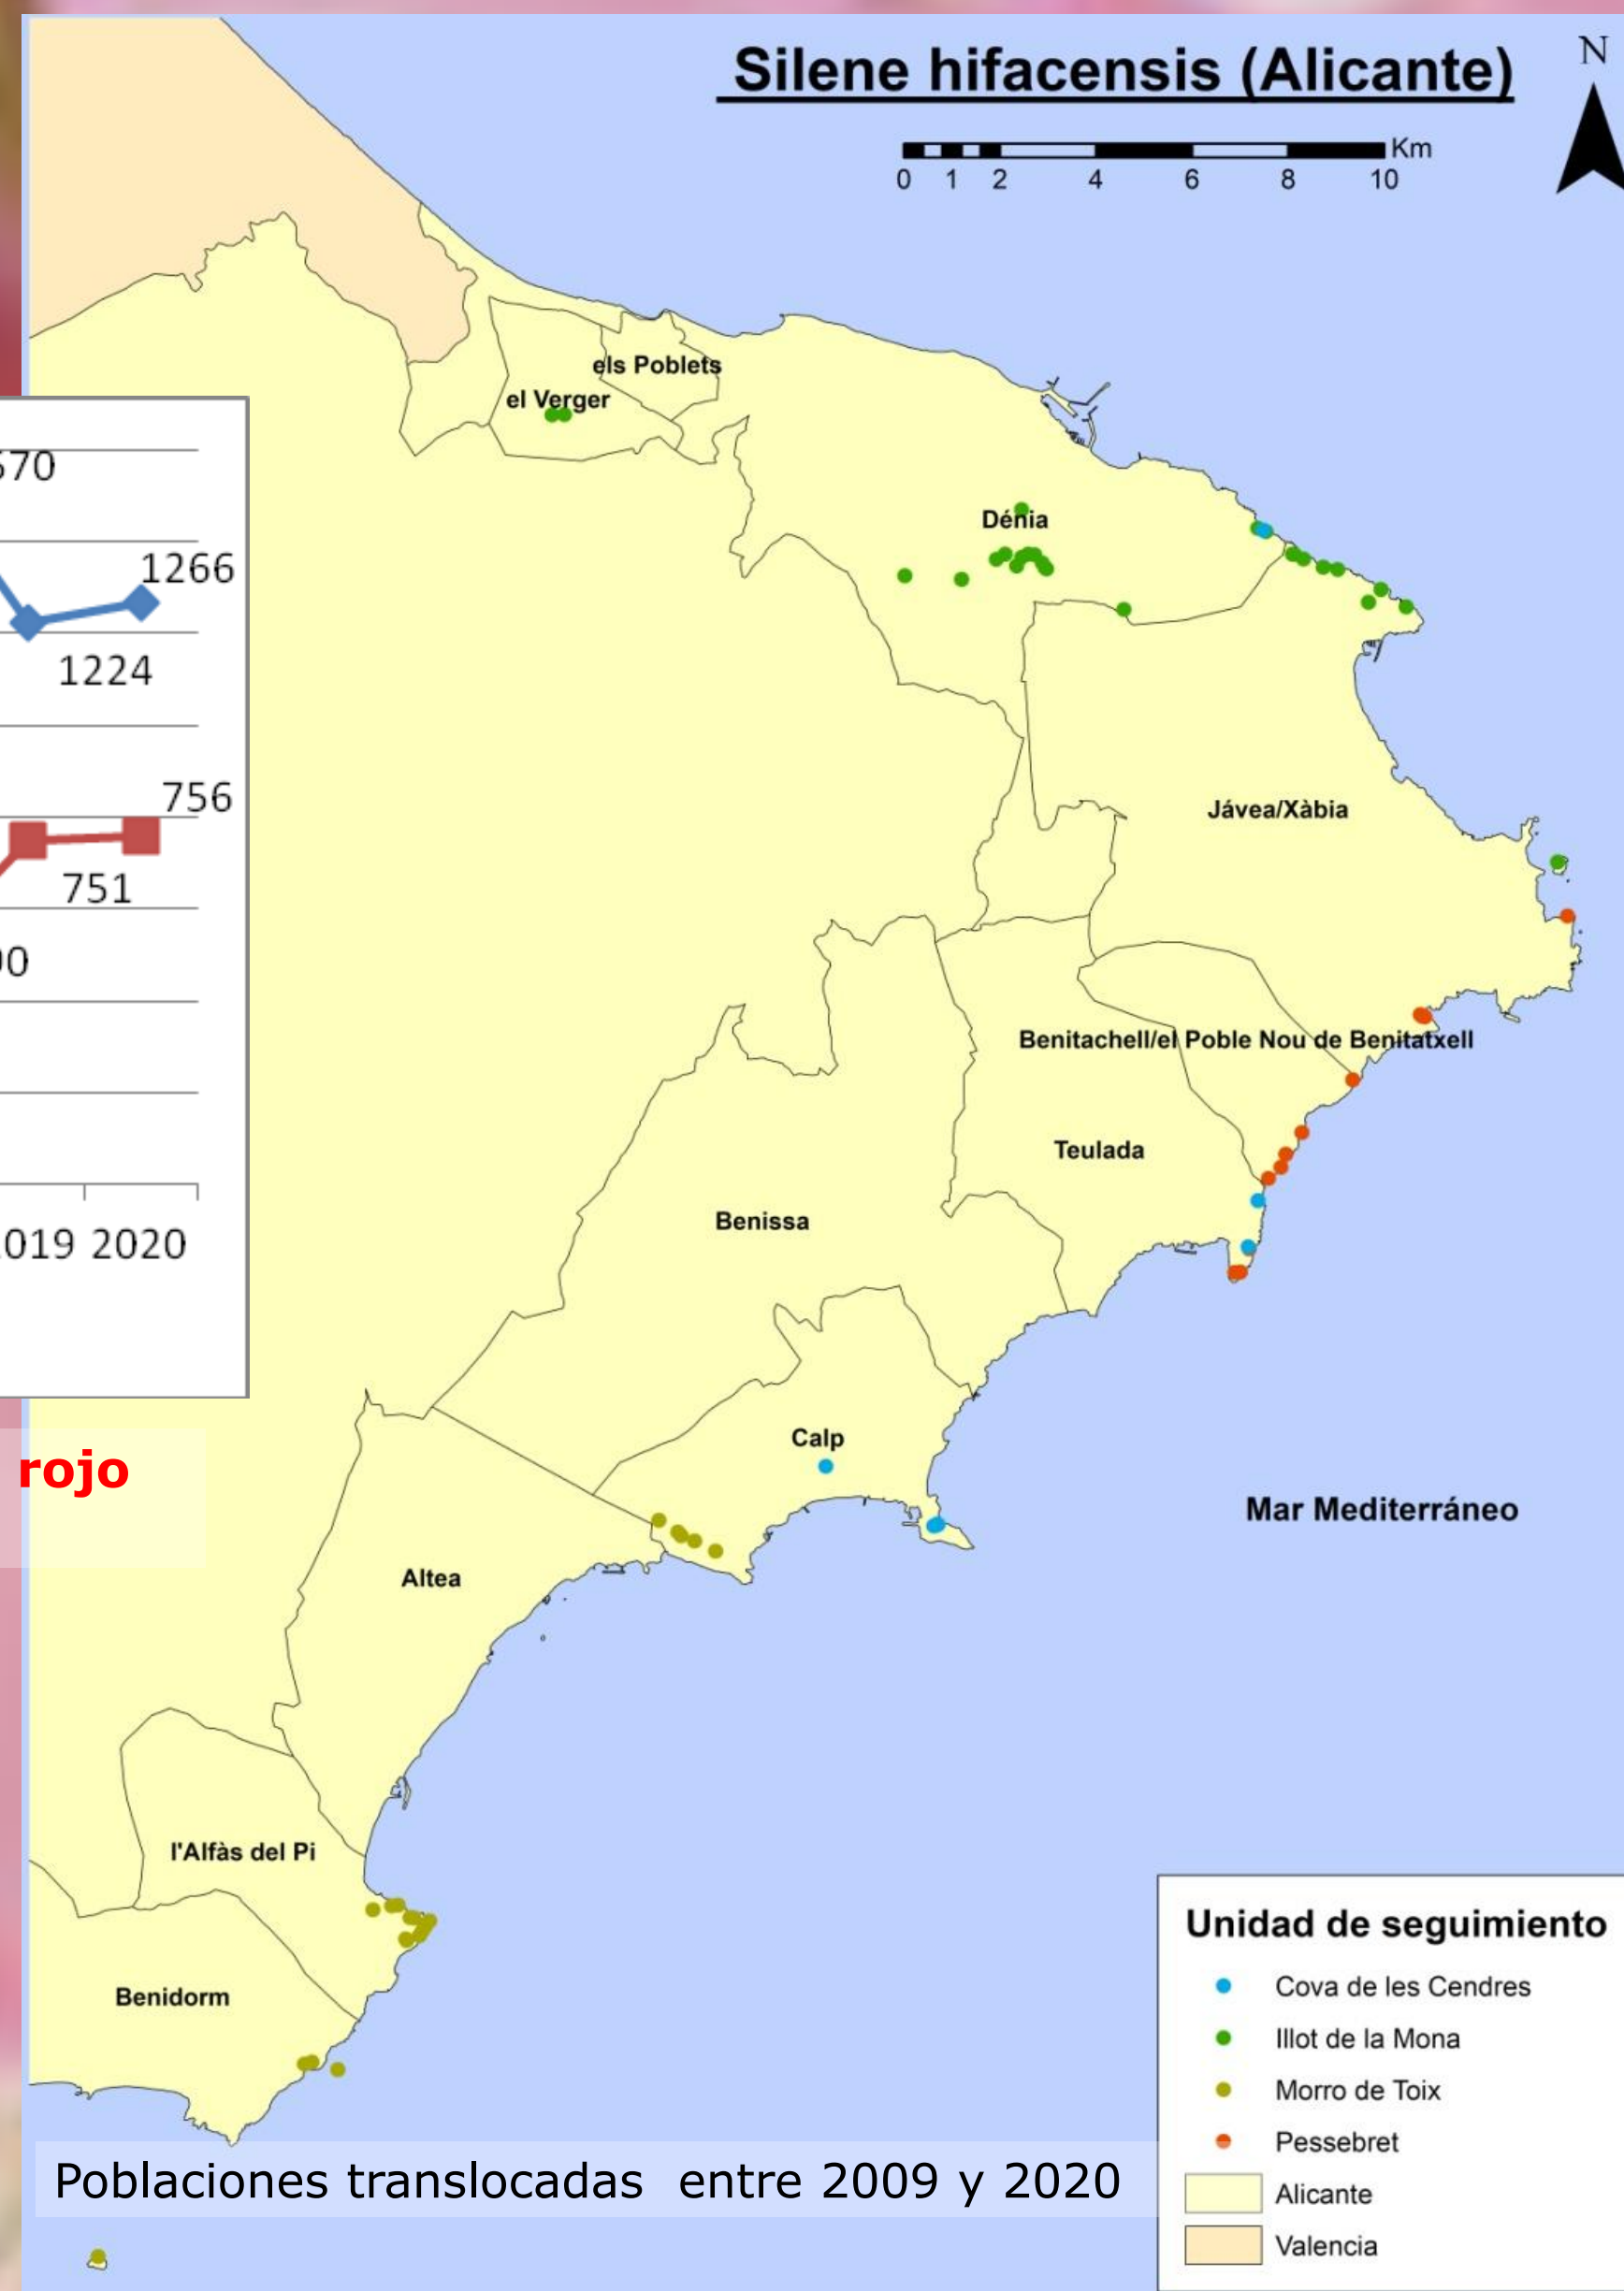 Silene hifacensis (Alicante)
N
Km
0 1 2 4 6 8 10
els Poblets
el Verger
Dénia
1266
1224
756
751
2020
Jávea/Xàbia
Benitachell/el Poble Nou de Benitatxell
Teulada
Benissa
Calp
rojo
Mar Mediterráneo
Altea
l'Alfàs del Pi
Benidorm
Unidad de seguimiento
Cova de les Cendres
Illot de la Mona
Morro de Toix
Pessebret
Alicante
Valencia
Poblaciones translocadas entre 2009 y 2020